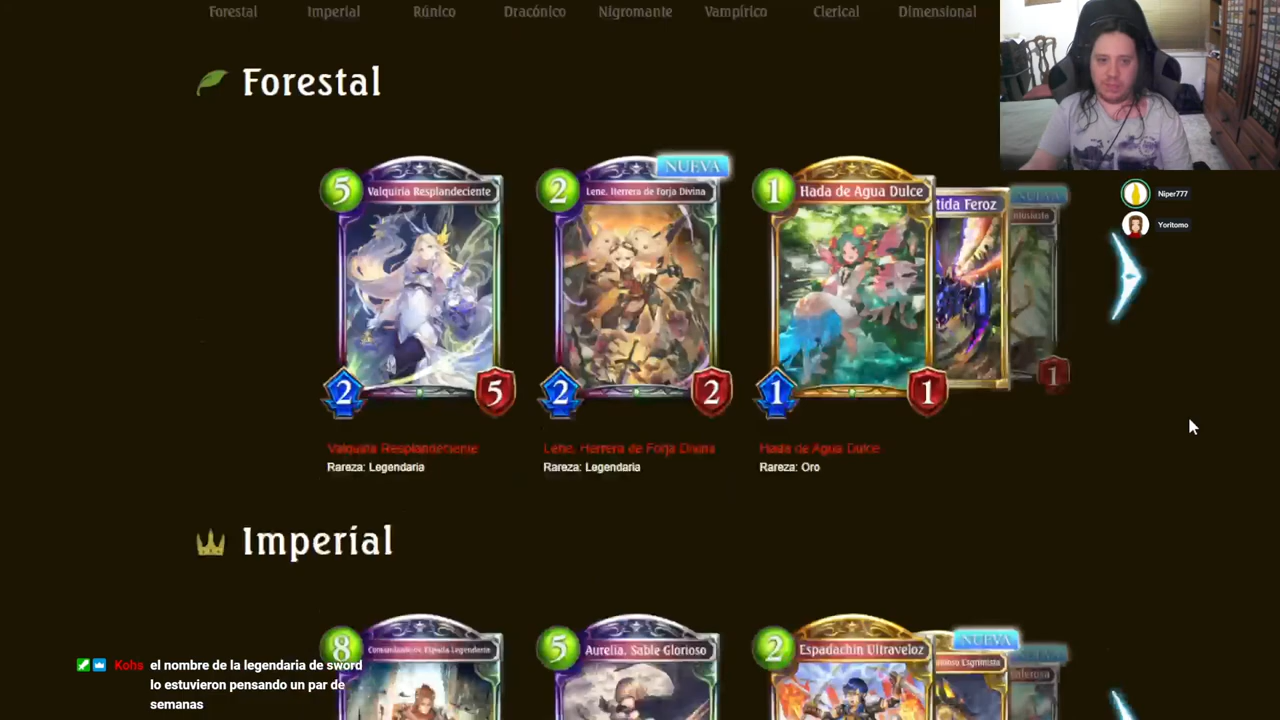 Forestal Imperial Rúnico Dracónico Nigromante Vampírico Clerical Dimensional
Forestal
NUEVA
5 Valquiria Resplandeciente
2 Lene, Herrera de Forja Divina
1 Hada de Agua Dulce
tida Feroz
2 5
2 2
1 1
1
Niper777
Yoritomo
Valquiria Resplandeciente
Lene, Herrera de Forja Divina
Hada de Agua Dulce
Rareza: Legendaria
Rareza: Legendaria
Rareza: Oro
Imperial
NUEVA
8
5 Aurelia, Sable Glorioso
2 Espadachín Ultraveloz
Kohs el nombre de la legendaria de sword
lo estuvieron pensando un par de
semanas